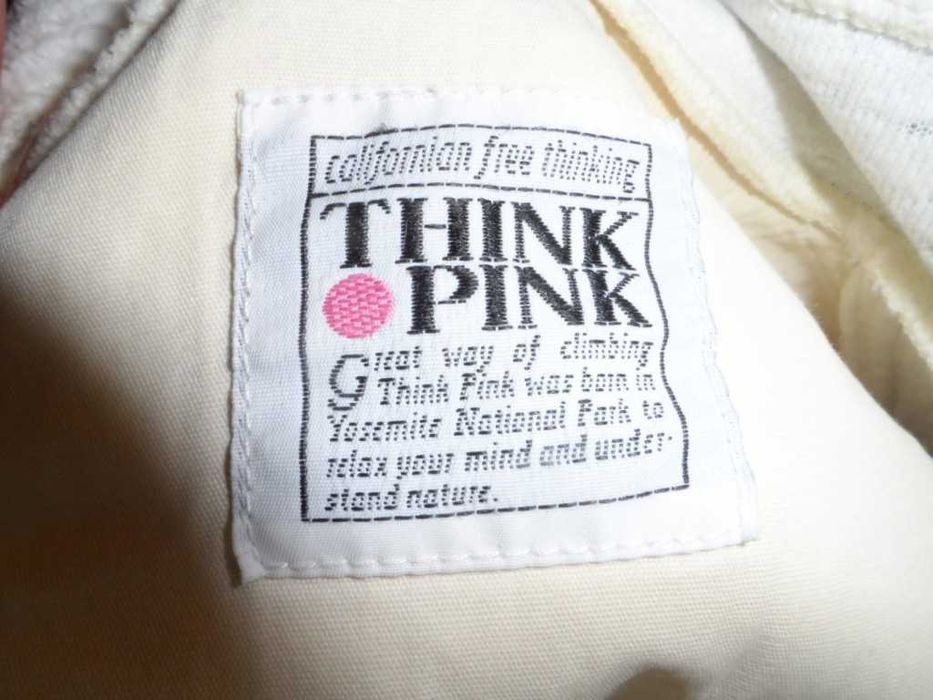 californian free thinking
THINK
PINK
Great way of climbing
Think Pink was born in
Yosemite National Park to
relax your mind and under-
stand nature.